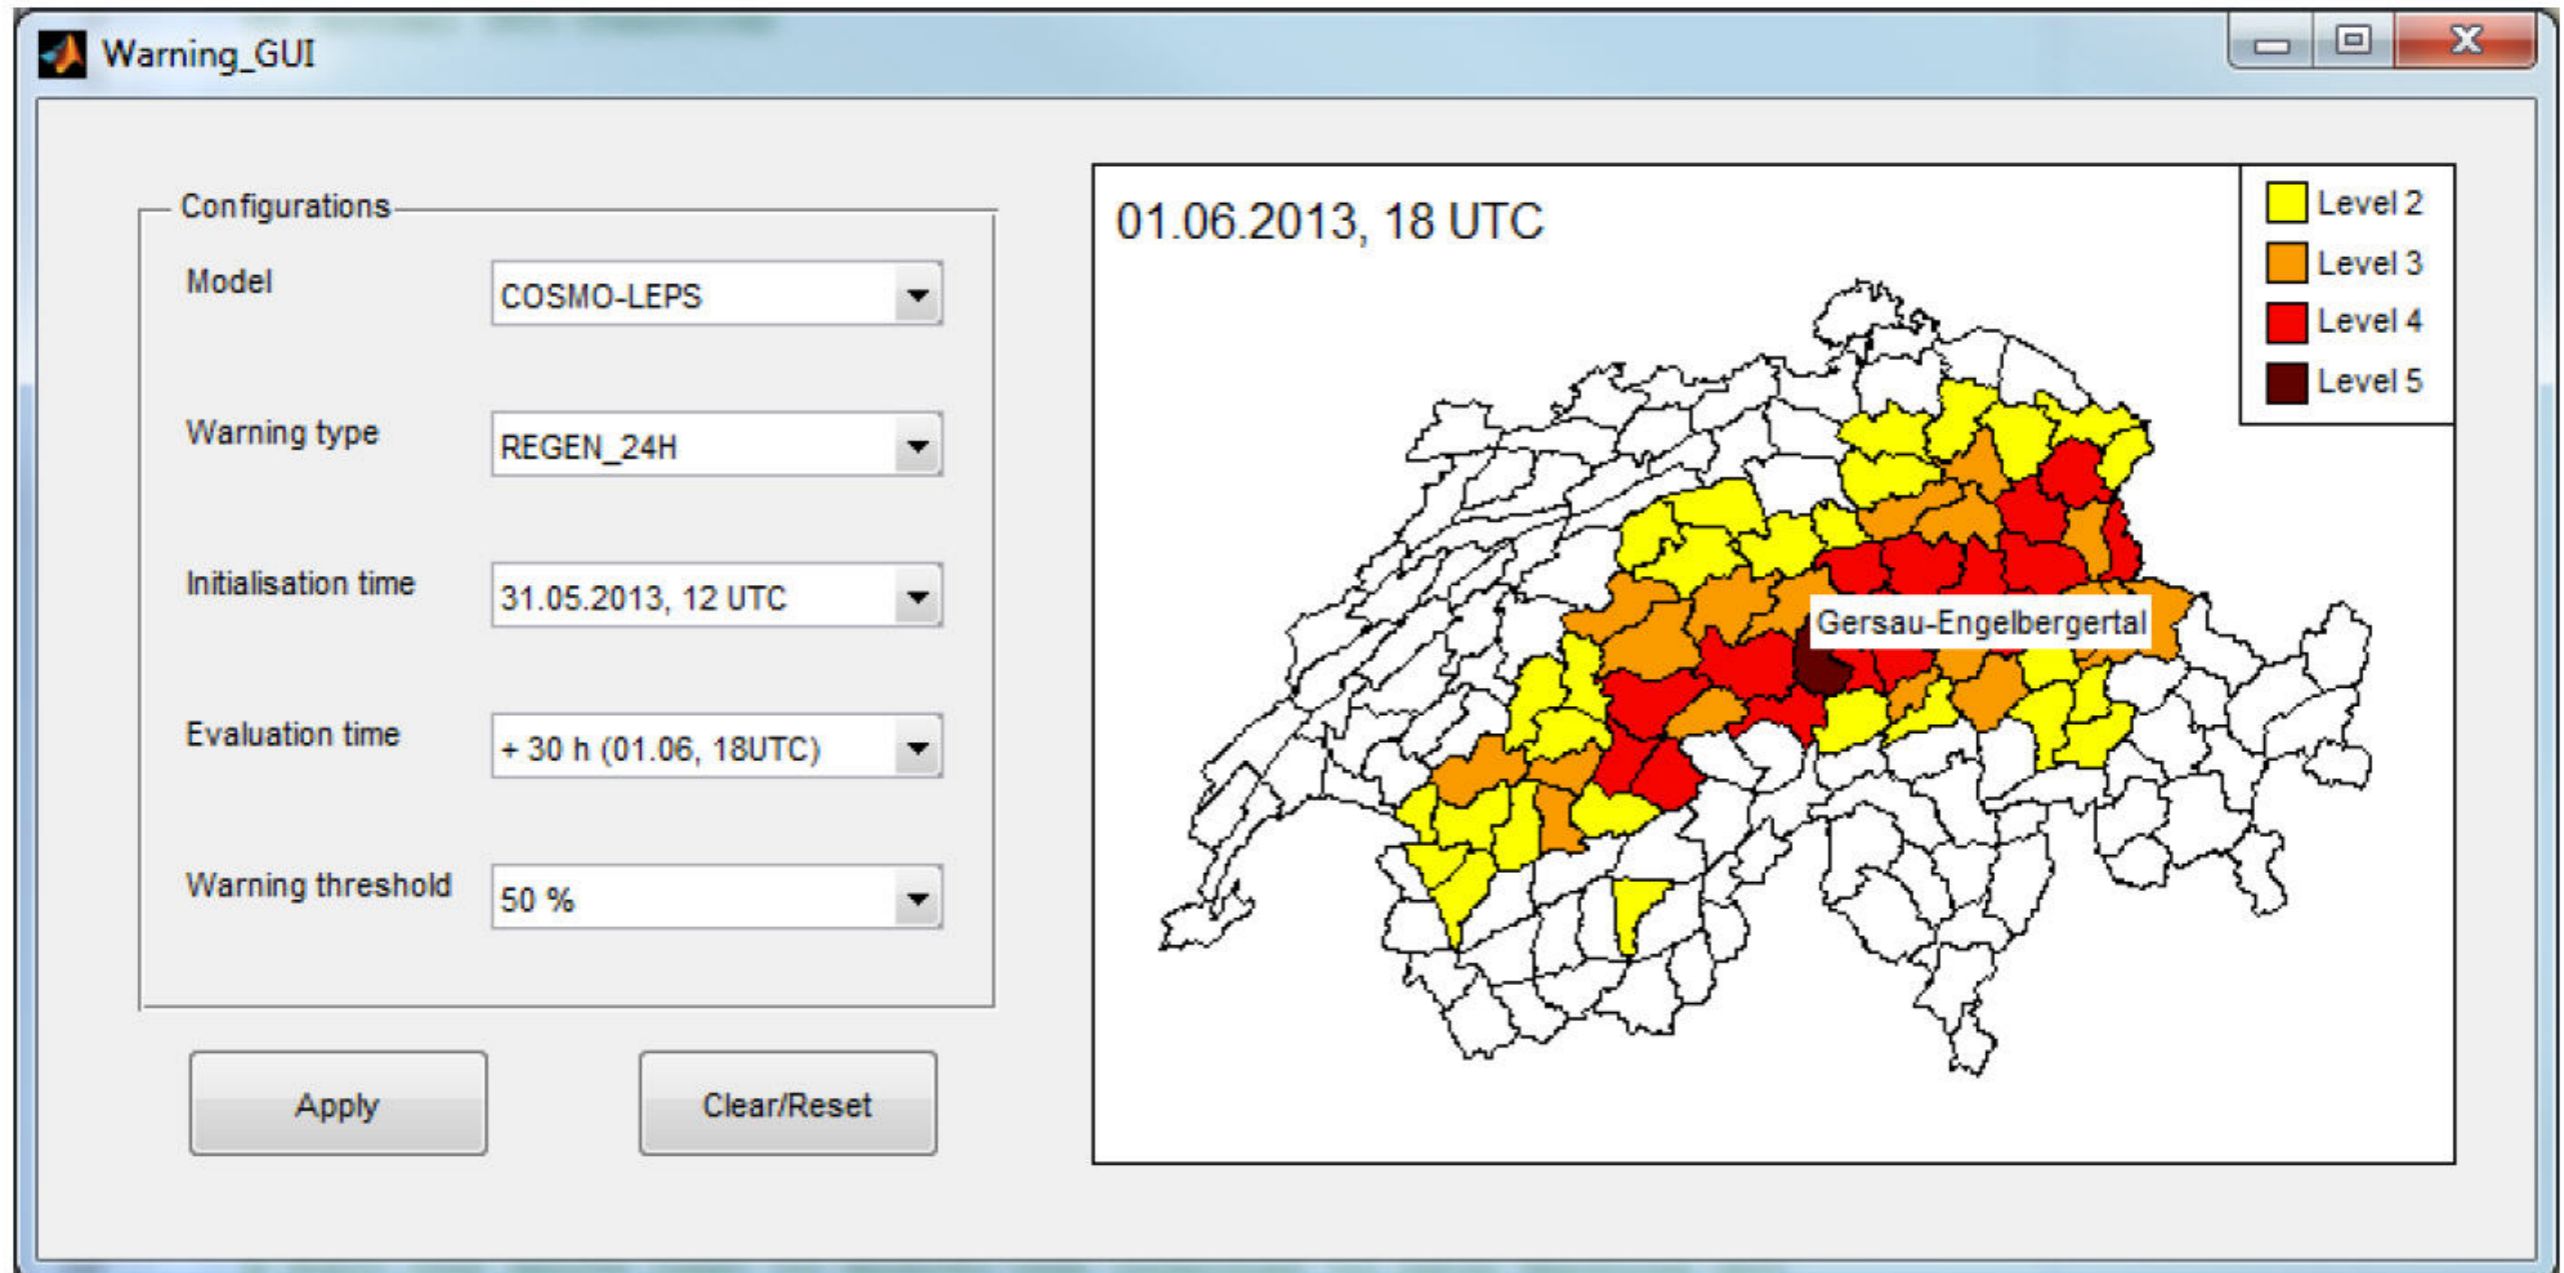 Warning_GUI
Configurations
Model
COSMO-LEPS
Warning type
REGEN_24H
Initialisation time
31.05.2013, 12 UTC
Evaluation time
+ 30 h (01.06, 18UTC)
Warning threshold
50 %
Apply
Clear/Reset
01.06.2013, 18 UTC
Level 2
Level 3
Level 4
Level 5
Gersau-Engelbergertal